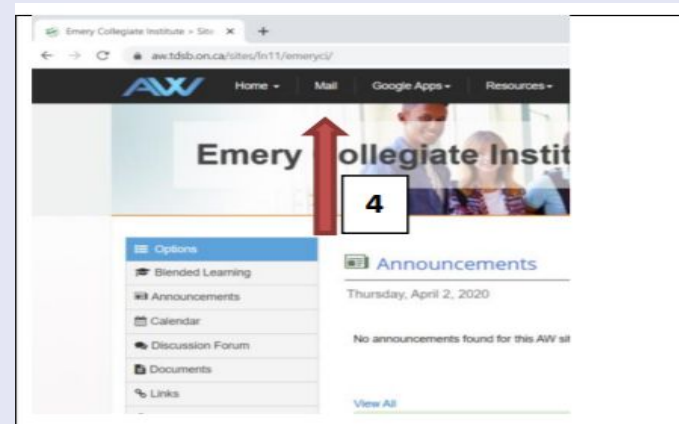 Emery Collegiate Institute » Site
aw.tdsb.on.ca/sites/ln11/emeryci/
AW Home Mail Google Apps Resources
Emery Collegiate Instit
4
Options
Blended Learning
Announcements
Calendar
Discussion Forum
Documents
Links
Announcements
Thursday, April 2, 2020
No announcements found for this AW sit
View All